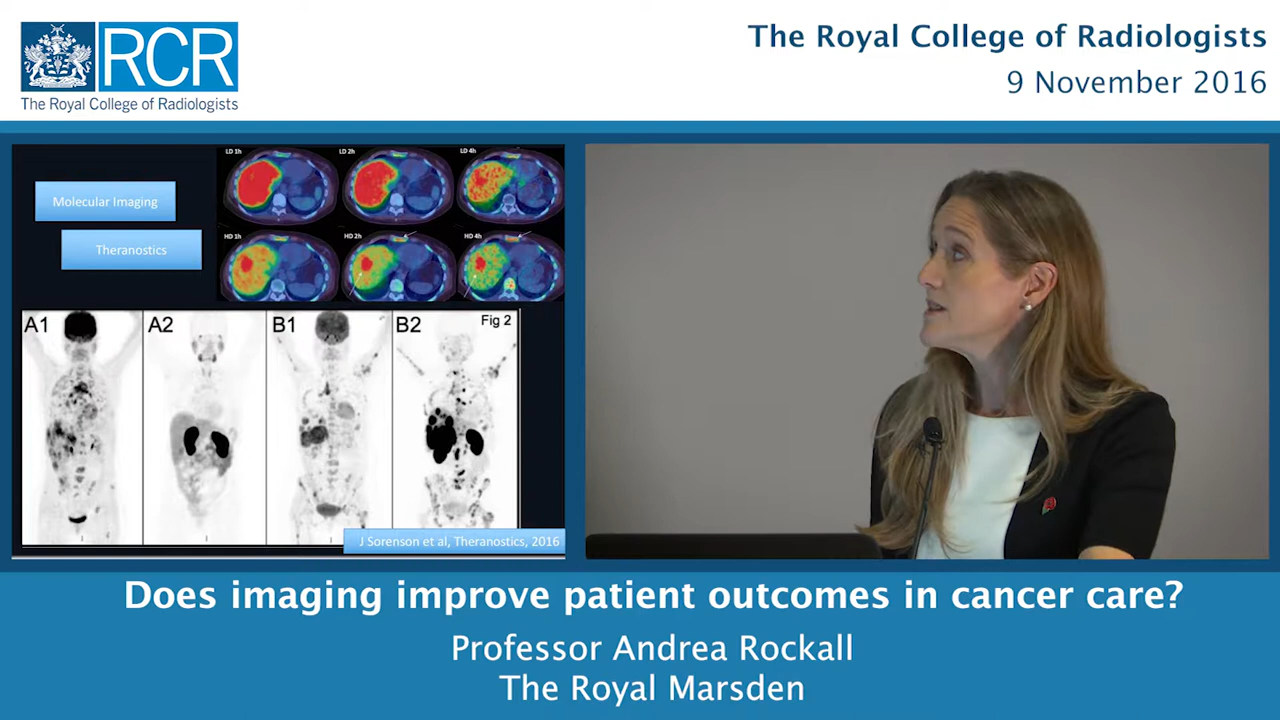 RCR
The Royal College of Radiologists
The Royal College of Radiologists
9 November 2016
Molecular Imaging
Theranostics
LD 1h
LD 2h
LD 4h
HD 1h
HD 2h
HD 4h
A1
A2
B1
B2
Fig 2
J Sorenson et al, Theranostics, 2016
Does imaging improve patient outcomes in cancer care?
Professor Andrea Rockall
The Royal Marsden